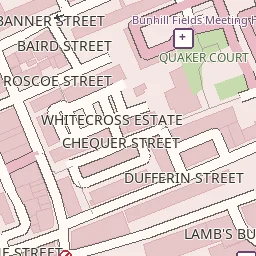 BANNER STREET
Bunhill Fields Meeting
BAIRD STREET
QUAKER COURT
ROSCOE STREET
WHITECROSS ESTATE
CHEQUER STREET
DUFFERIN STREET
LAMB'S BU
STREET